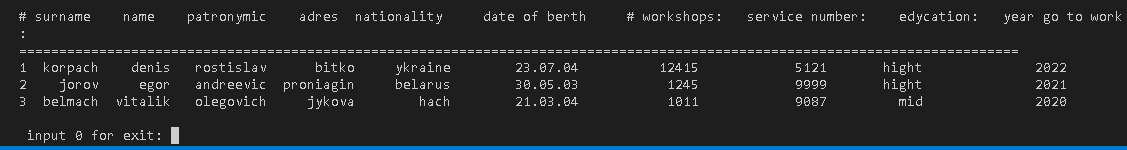 # surname name patronymic adres nationality date of berth # workshops: service number: edycation: year go to work
:
=============================================================================================================================
1 korpach denis rostislav bitko ykraine 23.07.04 12415 5121 hight 2022
2 jorov egor andreevic proniagin belarus 30.05.03 1245 9999 hight 2021
3 belmach vitalik olegovich jykova hach 21.03.04 1011 9087 mid 2020
input 0 for exit: